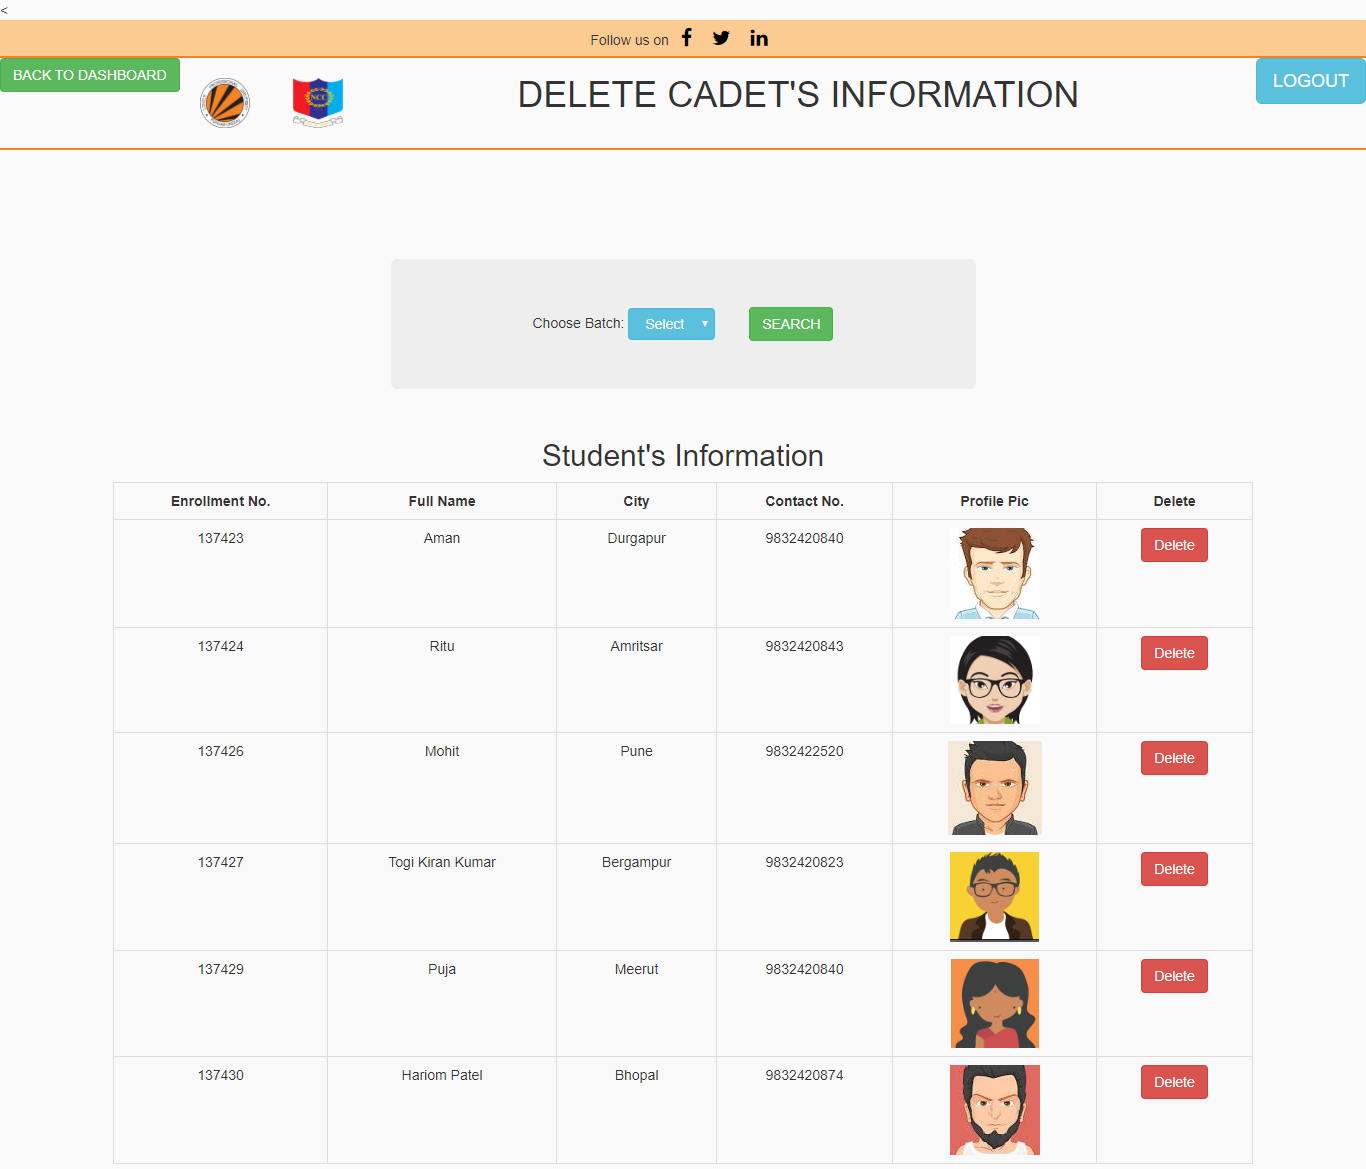 <
Follow us on
BACK TO DASHBOARD
NCC
DELETE CADET'S INFORMATION
LOGOUT
Choose Batch: Select SEARCH
Student's Information
Enrollment No. Full Name City Contact No. Profile Pic Delete
137423 Aman Durgapur 9832420840 Delete
137424 Ritu Amritsar 9832420843 Delete
137426 Mohit Pune 9832422520 Delete
137427 Togi Kiran Kumar Bergampur 9832420823 Delete
137429 Puja Meerut 9832420840 Delete
137430 Hariom Patel Bhopal 9832420874 Delete